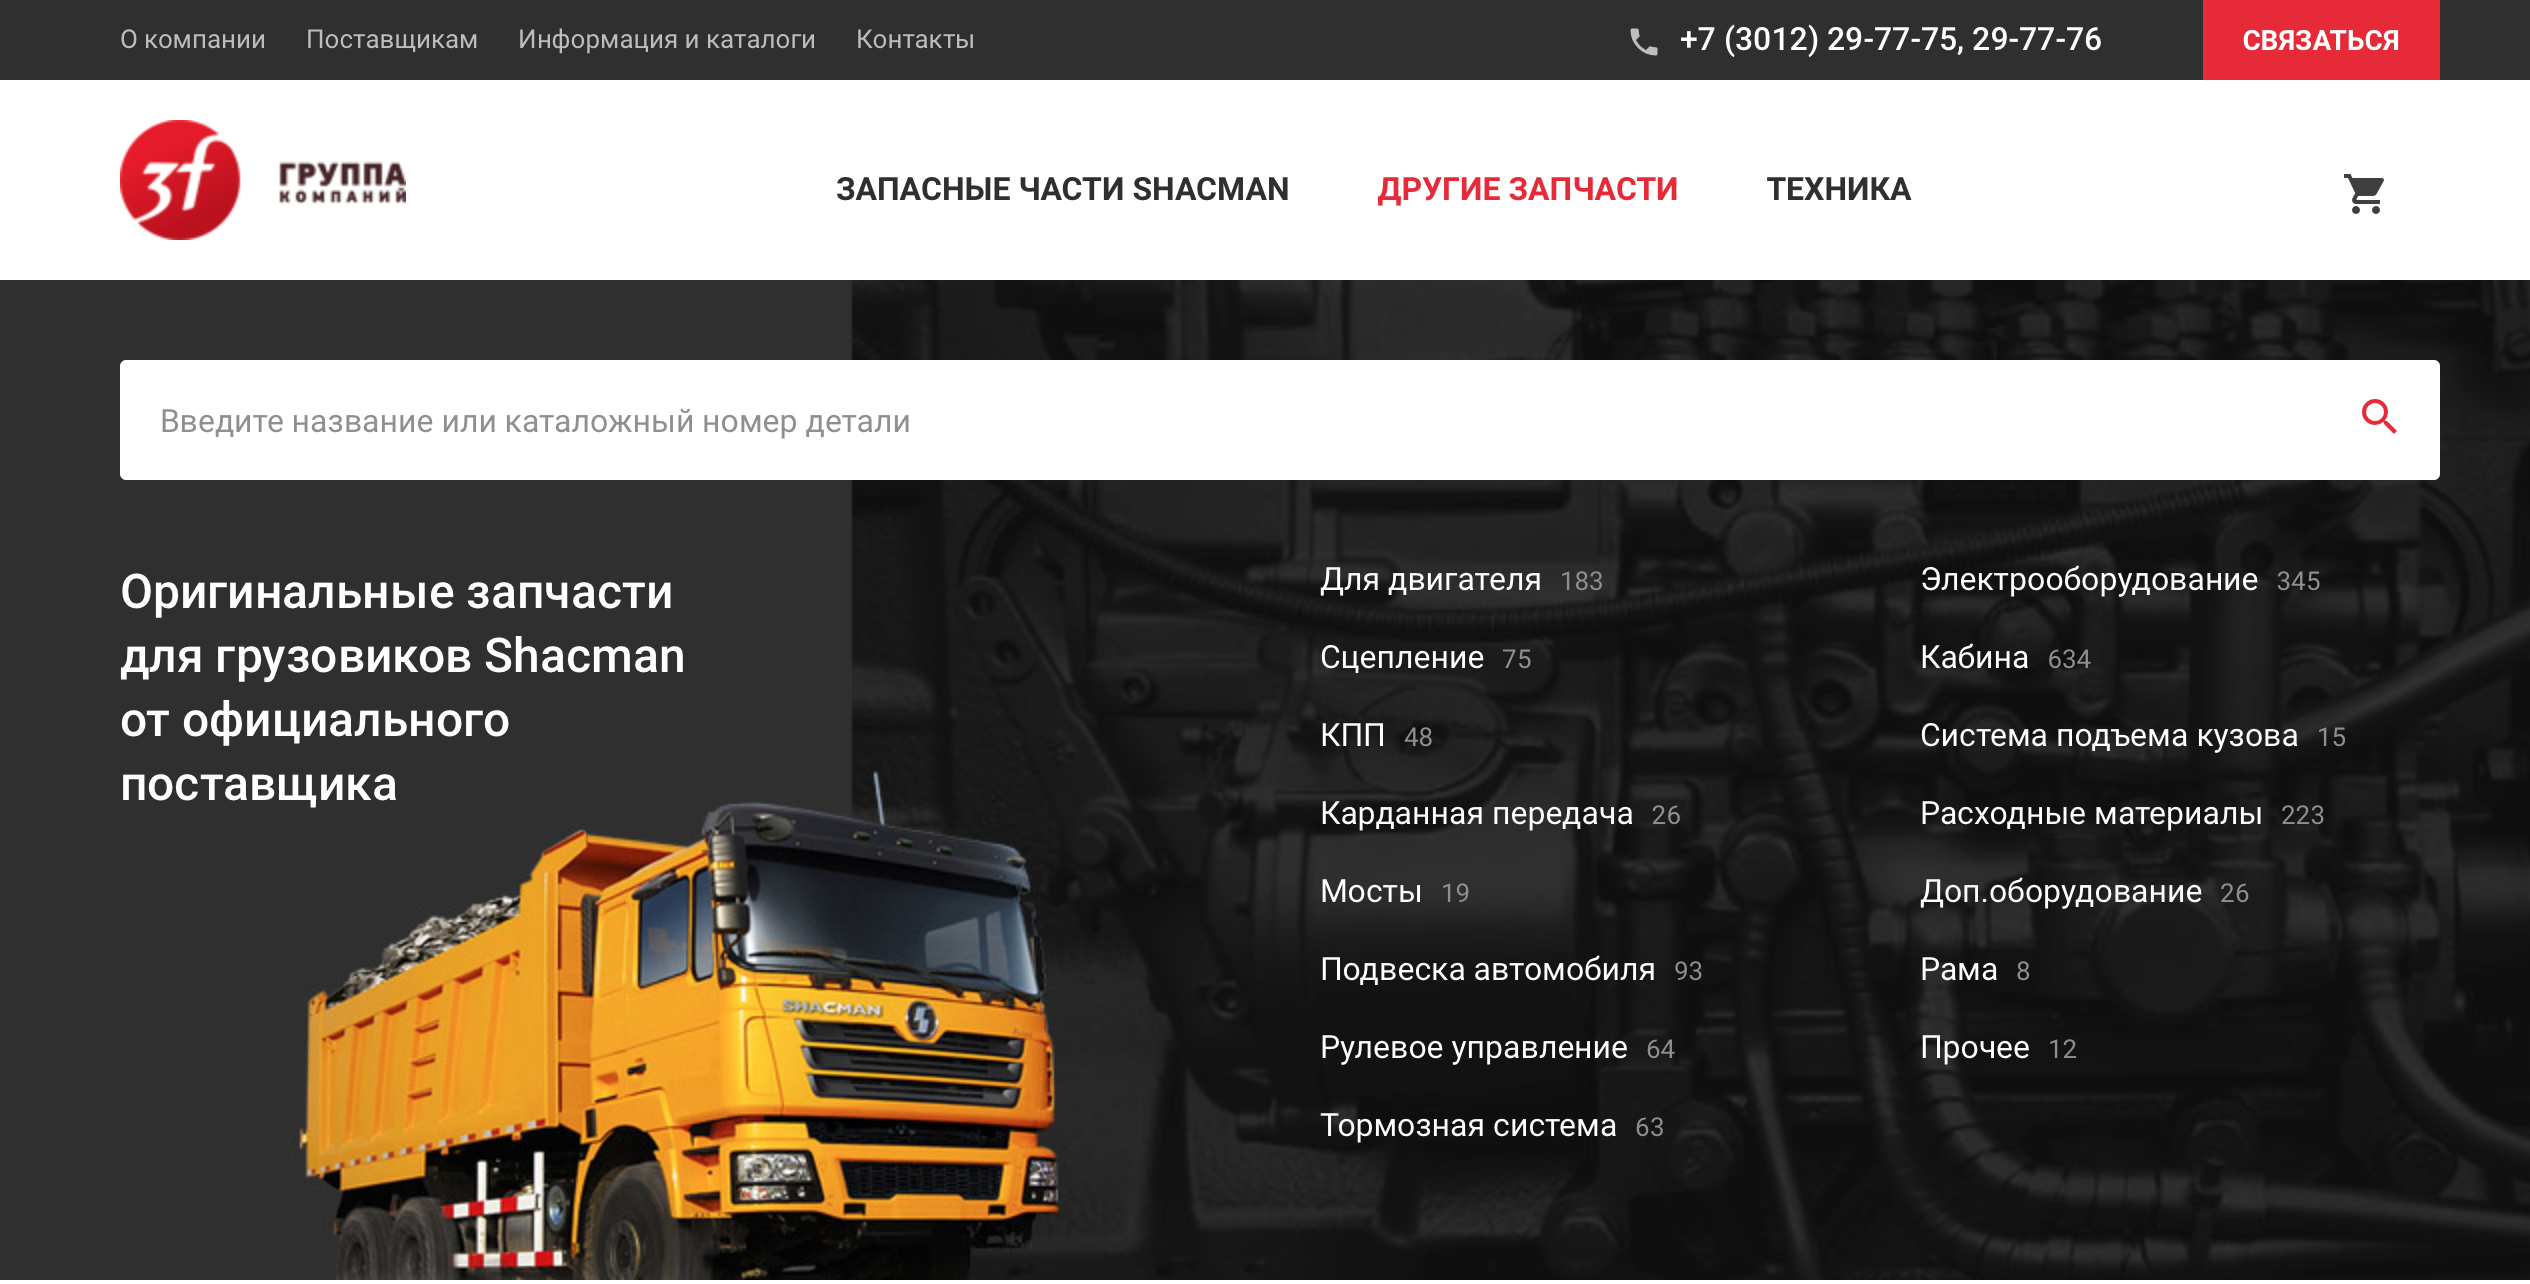 О компании Поставщикам Информация и каталоги Контакты +7 (3012) 29-77-75, 29-77-76 СВЯЗАТЬСЯ
3f ГРУППА
КОМПАНИЙ
ЗАПАСНЫЕ ЧАСТИ SHACMAN ДРУГИЕ ЗАПЧАСТИ ТЕХНИКА
Введите название или каталожный номер детали
Оригинальные запчасти
для грузовиков Shacman
от официального
поставщика
SHACMAN
Для двигателя 183
Сцепление 75
КПП 48
Карданная передача 26
Мосты 19
Подвеска автомобиля 93
Рулевое управление 64
Тормозная система 63
Электрооборудование 345
Кабина 634
Система подъема кузова 15
Расходные материалы 223
Доп.оборудование 26
Рама 8
Прочее 12